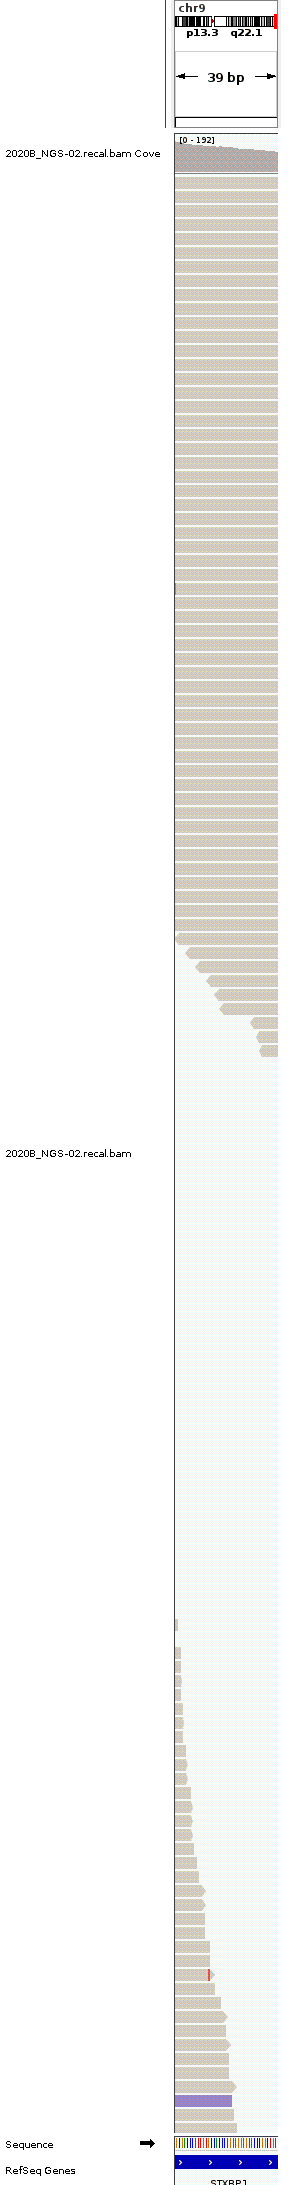 chr9
p13.3 q22.1
39 bp
[0 - 192]
2020B_NGS-02.recal.bam Cove
2020B_NGS-02.recal.bam
Sequence
RefSeq Genes
STXBP1